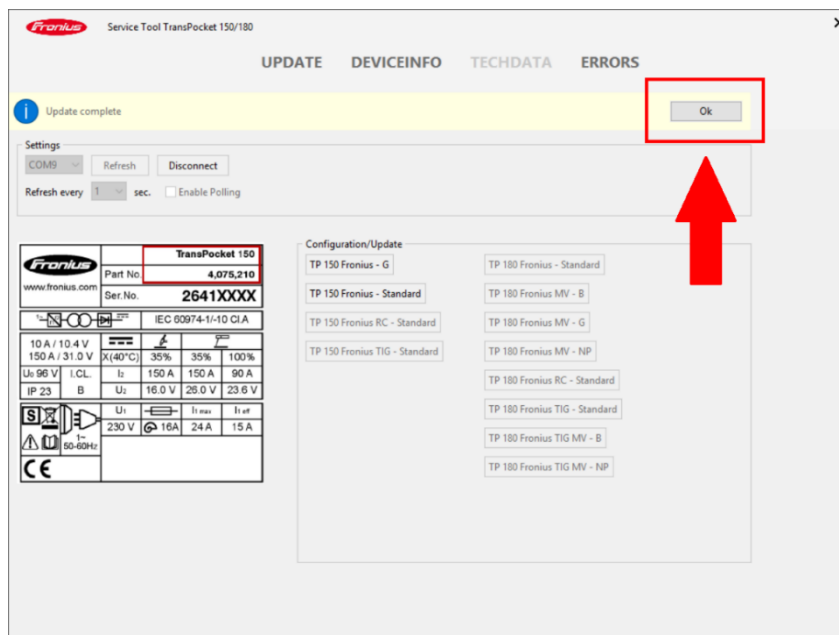 Fronius
Service Tool TransPocket 150/180
UPDATE DEVICEINFO TECHDATA ERRORS
i Update complete Ok
Settings
COM9 Refresh Disconnect
Refresh every 1 sec. Enable Polling
Configuration/Update
TP 150 Fronius - G
TP 150 Fronius - Standard
TP 150 Fronius RC - Standard
TP 150 Fronius TIG - Standard
TP 180 Fronius - Standard
TP 180 Fronius MV - B
TP 180 Fronius MV - G
TP 180 Fronius MV - NP
TP 180 Fronius RC - Standard
TP 180 Fronius TIG - Standard
TP 180 Fronius TIG MV - B
TP 180 Fronius TIG MV - NP
Fronius
www.fronius.com
TransPocket 150
Part No. 4,075,210
Ser.No. 2641XXXX
1~ IEC 60974-1/-10 Cl.A
10 A / 10.4 V
150 A / 31.0 V X(40°C) 35% 35% 100%
U₀ 96 V I.CL. I₂ 150 A 150 A 90 A
IP 23 B U₂ 16.0 V 26.0 V 23.6 V
S U₁ I₁ max I₁ eff
1~ 50-60Hz 230 V 16A 24 A 15 A
CE